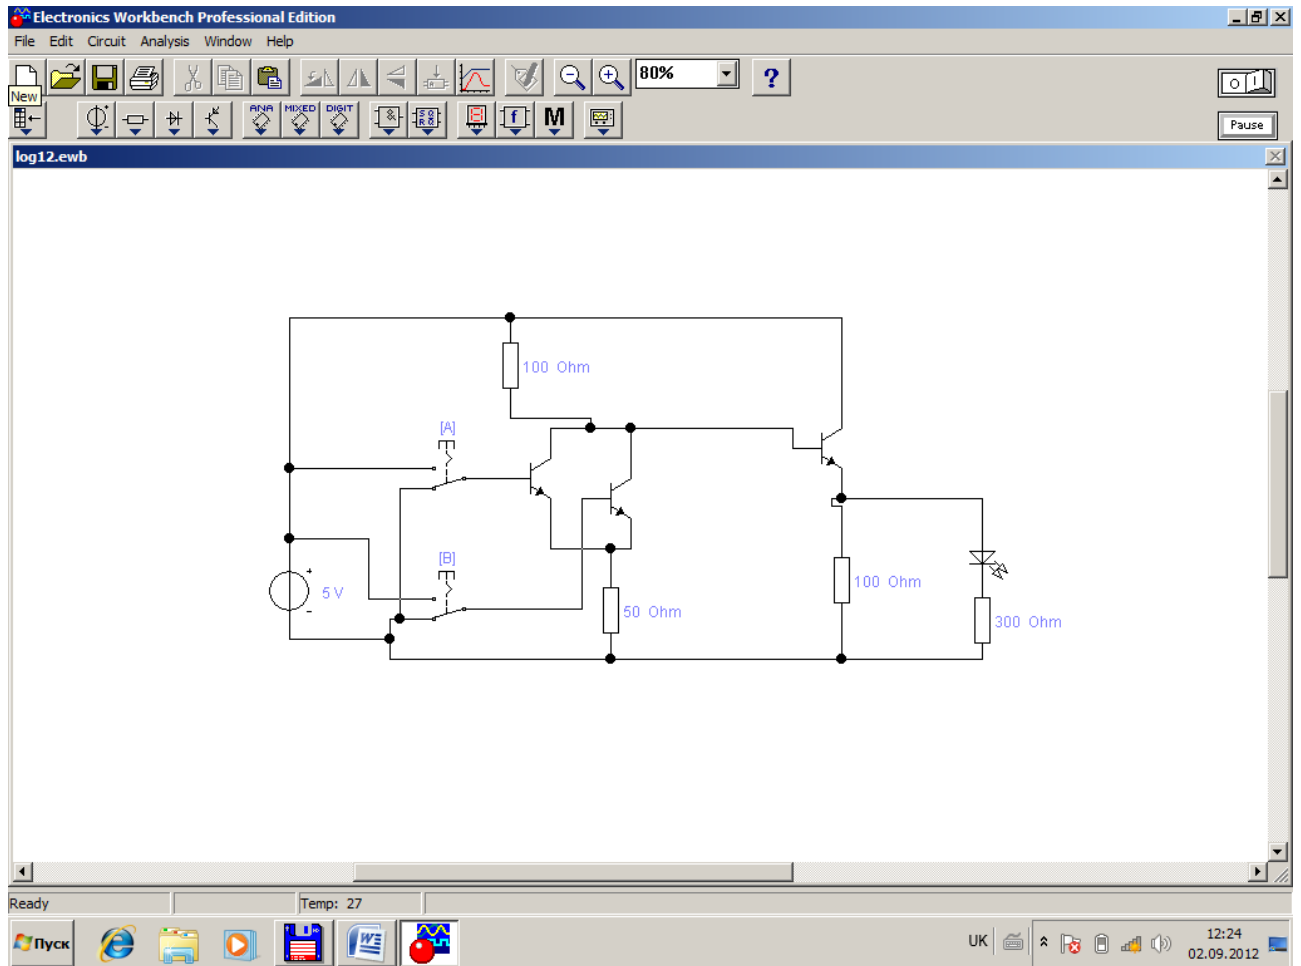 Electronics Workbench Professional Edition
File Edit Circuit Analysis Window Help
80%
?
New
ANA MIXED DIGIT
&
f
M
Pause
log12.ewb
100 Ohm
[A]
[B]
5 V
50 Ohm
100 Ohm
300 Ohm
Ready
Temp: 27
Пуск
UK
12:24
02.09.2012